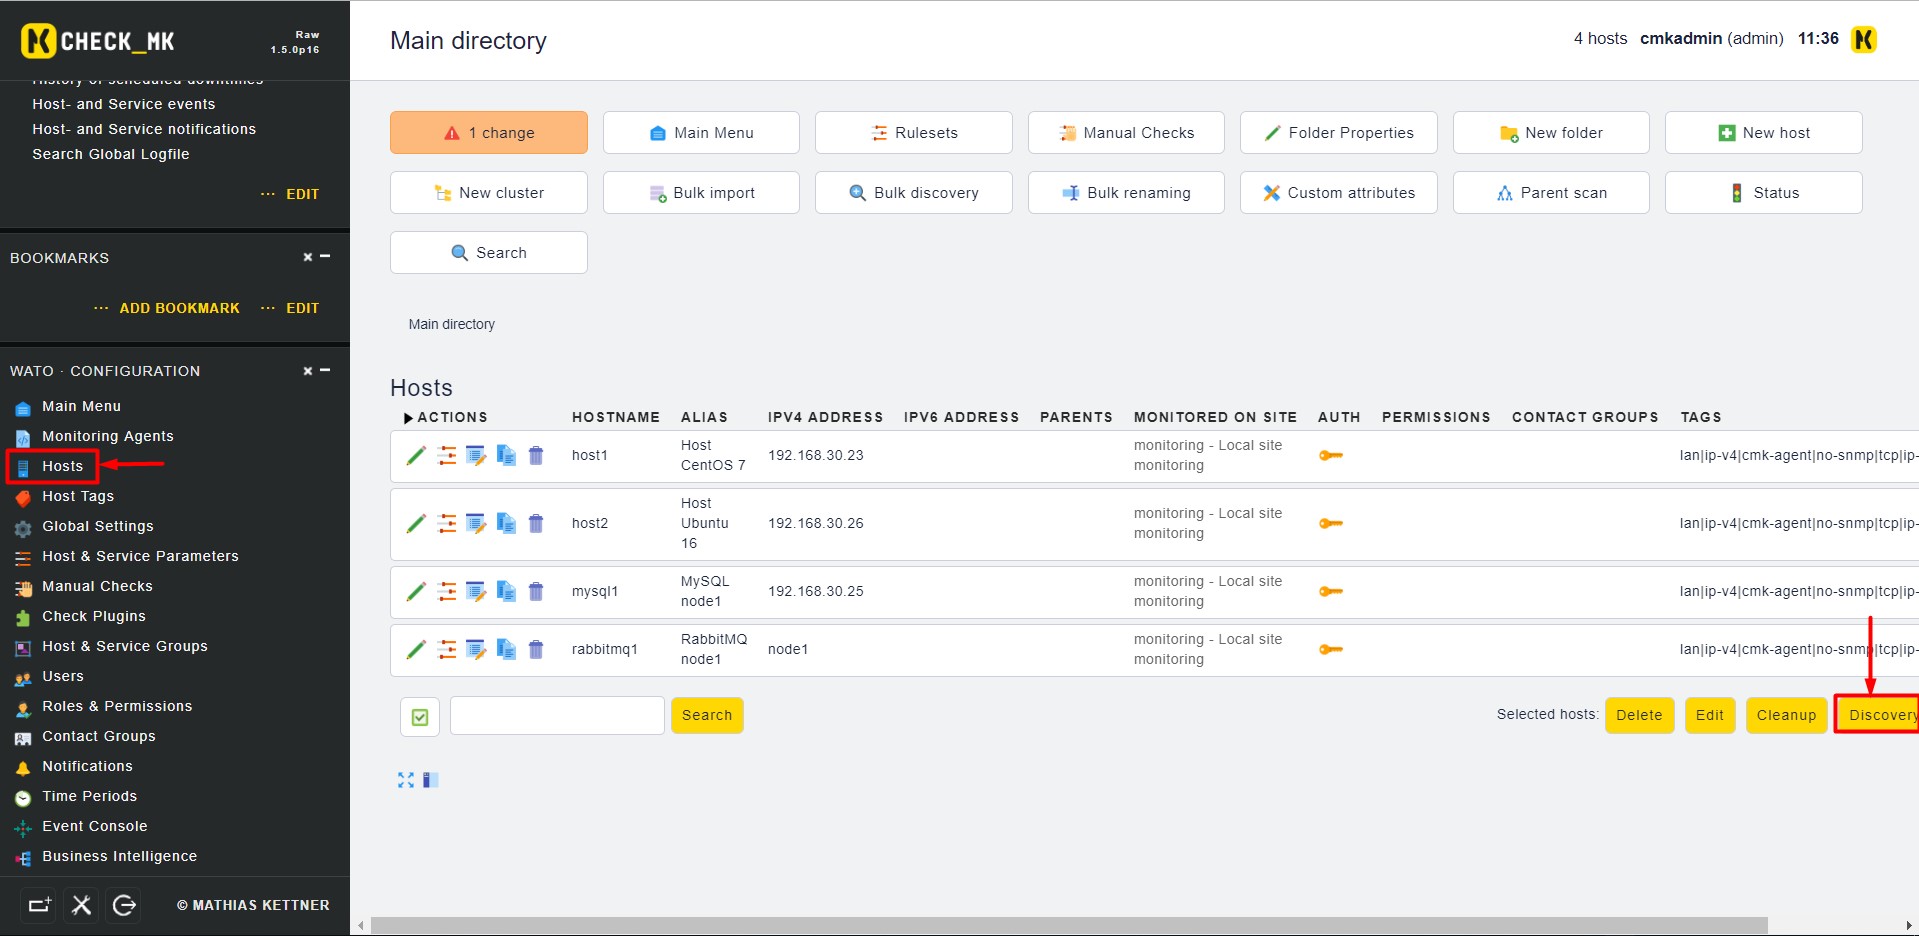 CHECK_MK
Raw
1.5.0p16
Main directory
4 hosts cmkadmin (admin) 11:36
History of scheduled downtimes
Host- and Service events
Host- and Service notifications
Search Global Logfile
EDIT
BOOKMARKS
ADD BOOKMARK EDIT
WATO · CONFIGURATION
Main Menu
Monitoring Agents
Hosts
Host Tags
Global Settings
Host & Service Parameters
Manual Checks
Check Plugins
Host & Service Groups
Users
Roles & Permissions
Contact Groups
Notifications
Time Periods
Event Console
Business Intelligence
© MATHIAS KETTNER
1 change Main Menu Rulesets Manual Checks Folder Properties New folder New host
New cluster Bulk import Bulk discovery Bulk renaming Custom attributes Parent scan Status
Search
Main directory
Hosts
ACTIONS HOSTNAME ALIAS IPV4 ADDRESS IPV6 ADDRESS PARENTS MONITORED ON SITE AUTH PERMISSIONS CONTACT GROUPS TAGS
host1 Host CentOS 7 192.168.30.23 monitoring - Local site monitoring lan|ip-v4|cmk-agent|no-snmp|tcp|ip-
host2 Host Ubuntu 16 192.168.30.26 monitoring - Local site monitoring lan|ip-v4|cmk-agent|no-snmp|tcp|ip-
mysql1 MySQL node1 192.168.30.25 monitoring - Local site monitoring lan|ip-v4|cmk-agent|no-snmp|tcp|ip-
rabbitmq1 RabbitMQ node1 node1 monitoring - Local site monitoring lan|ip-v4|cmk-agent|no-snmp|tcp|ip-
Search Selected hosts: Delete Edit Cleanup Discovery